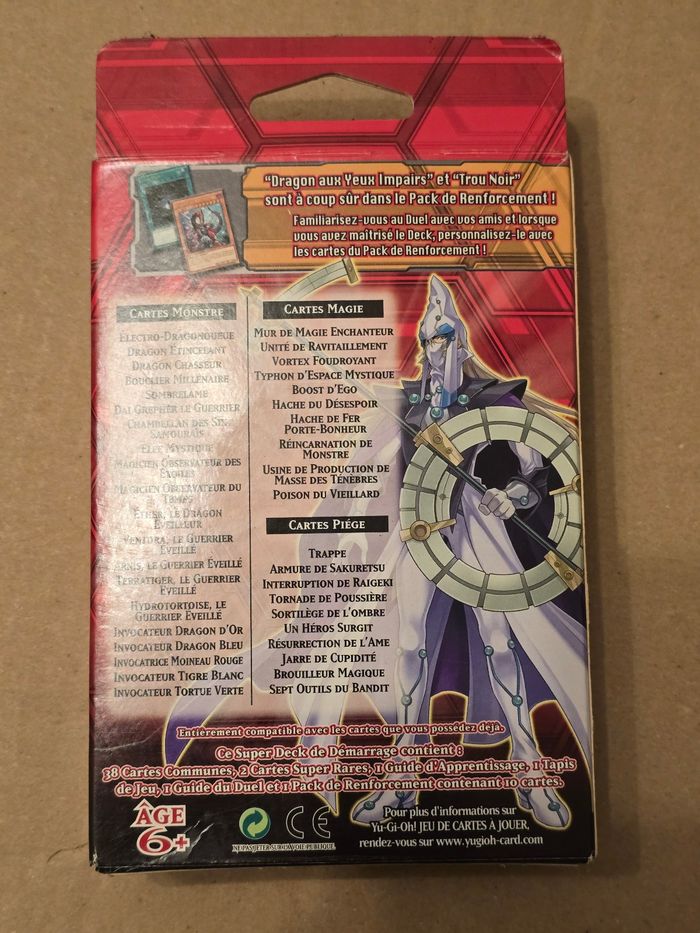 "Dragon aux Yeux Impairs" et "Trou Noir"
sont à coup sûr dans le Pack de Renforcement !
Familiarisez-vous au Duel avec vos amis et lorsque
vous avez maîtrisé le Deck, personnalisez-le avec
les cartes du Pack de Renforcement !
CARTES MONSTRE
ELECTRO-DRAGONQUEUE
DRAGON ÉTINCELANT
DRAGON CHASSEUR
BOUCLIER MILLÉNAIRE
SOMBRELAME
DAI GREPHER LE GUERRIER
CHAMBELLAN DES SIX
SAMOURAÏS
ELFE MYSTIQUE
MAGICIEN OBSERVATEUR DES
ÉTOILES
MAGICIEN OBSERVATEUR DU
TEMPS
ÉTHER, LE DRAGON
ÉVEILLEUR
VENTDRA, LE GUERRIER
ÉVEILLÉ
ARNIS, LE GUERRIER ÉVEILLÉ
TERRATIGER, LE GUERRIER
ÉVEILLÉ
HYDROTORTOISE, LE
GUERRIER ÉVEILLÉ
INVOCATEUR DRAGON D'OR
INVOCATEUR DRAGON BLEU
INVOCATRICE MOINEAU ROUGE
INVOCATEUR TIGRE BLANC
INVOCATEUR TORTUE VERTE
CARTES MAGIE
MUR DE MAGIE ENCHANTEUR
UNITÉ DE RAVITAILLEMENT
VORTEX FOUDROYANT
TYPHON D'ESPACE MYSTIQUE
BOOST D'EGO
HACHE DU DÉSESPOIR
HACHE DE FER
PORTE-BONHEUR
RÉINCARNATION DE
MONSTRE
USINE DE PRODUCTION DE
MASSE DES TÉNÈBRES
POISON DU VIEILLARD
CARTES PIÉGE
TRAPPE
ARMURE DE SAKURETSU
INTERRUPTION DE RAIGEKI
TORNADE DE POUSSIÈRE
SORTILÈGE DE L'OMBRE
UN HÉROS SURGIT
RÉSURRECTION DE L'AME
JARRE DE CUPIDITÉ
BROUILLEUR MAGIQUE
SEPT OUTILS DU BANDIT
Entièrement compatible avec les cartes que vous possédez déjà.
Ce Super Deck de Démarrage contient :
38 Cartes Communes, 2 Cartes Super Rares, 1 Guide d'Apprentissage, 1 Tapis
de Jeu, 1 Guide du Duel et 1 Pack de Renforcement contenant 10 cartes.
ÂGE
6+
CE
NE PAS JETER SUR LA VOIE PUBLIQUE.
Pour plus d'informations sur
Yu-Gi-Oh! JEU DE CARTES À JOUER,
rendez-vous sur www.yugioh-card.com